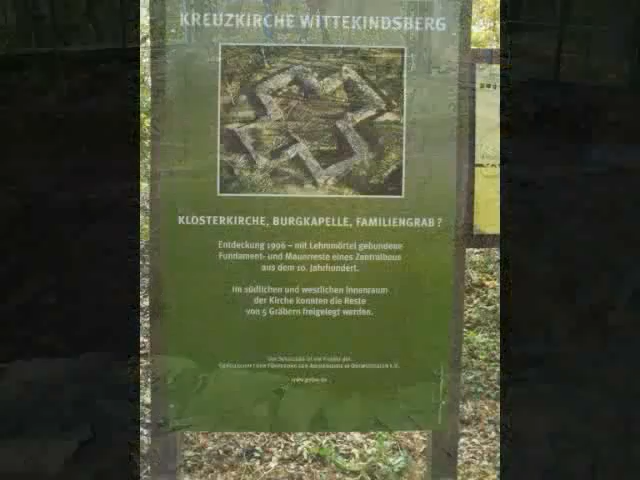 KREUZKIRCHE WITTEKINDSBERG
KLOSTERKIRCHE, BURGKAPELLE, FAMILIENGRAB?
Entdeckung 1996 – mit Lehmmörtel gebundene
Fundament- und Mauerreste eines Zentralbaus
aus dem 10. Jahrhundert.
Im südlichen und westlichen Innenraum
der Kirche konnten die Reste
von 5 Gräbern freigelegt werden.